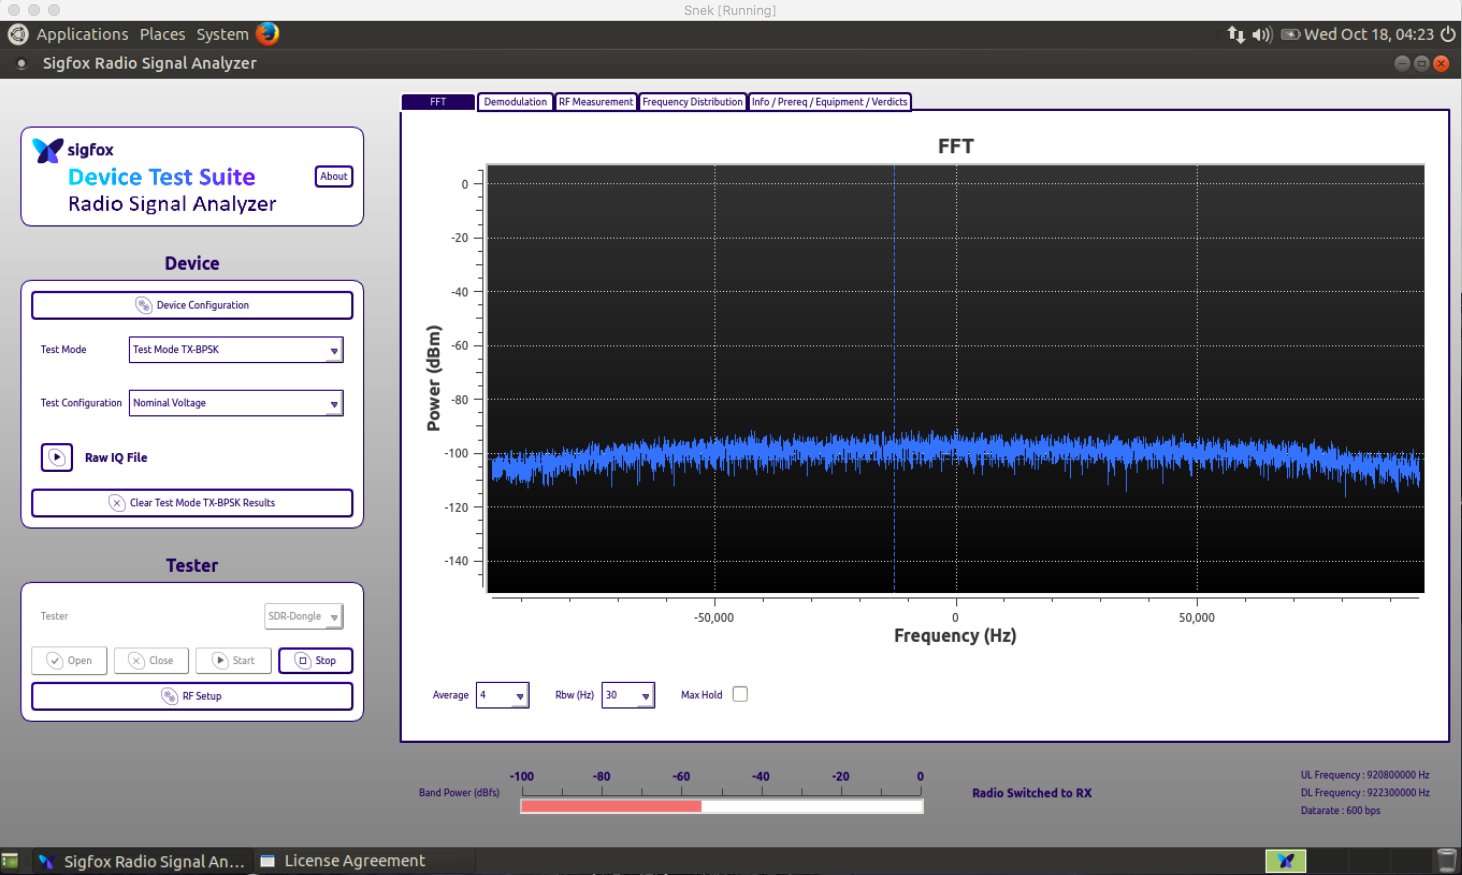 Snek [Running]
Applications Places System Wed Oct 18, 04:23
Sigfox Radio Signal Analyzer
FFT Demodulation RF Measurement Frequency Distribution Info / Prereq / Equipment / Verdicts
sigfox
Device Test Suite
Radio Signal Analyzer
About
Device
Device Configuration
Test Mode Test Mode TX-BPSK
Test Configuration Nominal Voltage
Raw IQ File
Clear Test Mode TX-BPSK Results
Tester
Tester SDR-Dongle
Open Close Start Stop
RF Setup
FFT
Power (dBm)
0
-20
-40
-60
-80
-100
-120
-140
-50,000 0 50,000
Frequency (Hz)
Average 4 Rbw (Hz) 30 Max Hold
-100 -80 -60 -40 -20 0
Band Power (dBfs)
Radio Switched to RX
UL Frequency : 920800000 Hz
DL Frequency : 922300000 Hz
Datarate : 600 bps
Sigfox Radio Signal An... License Agreement